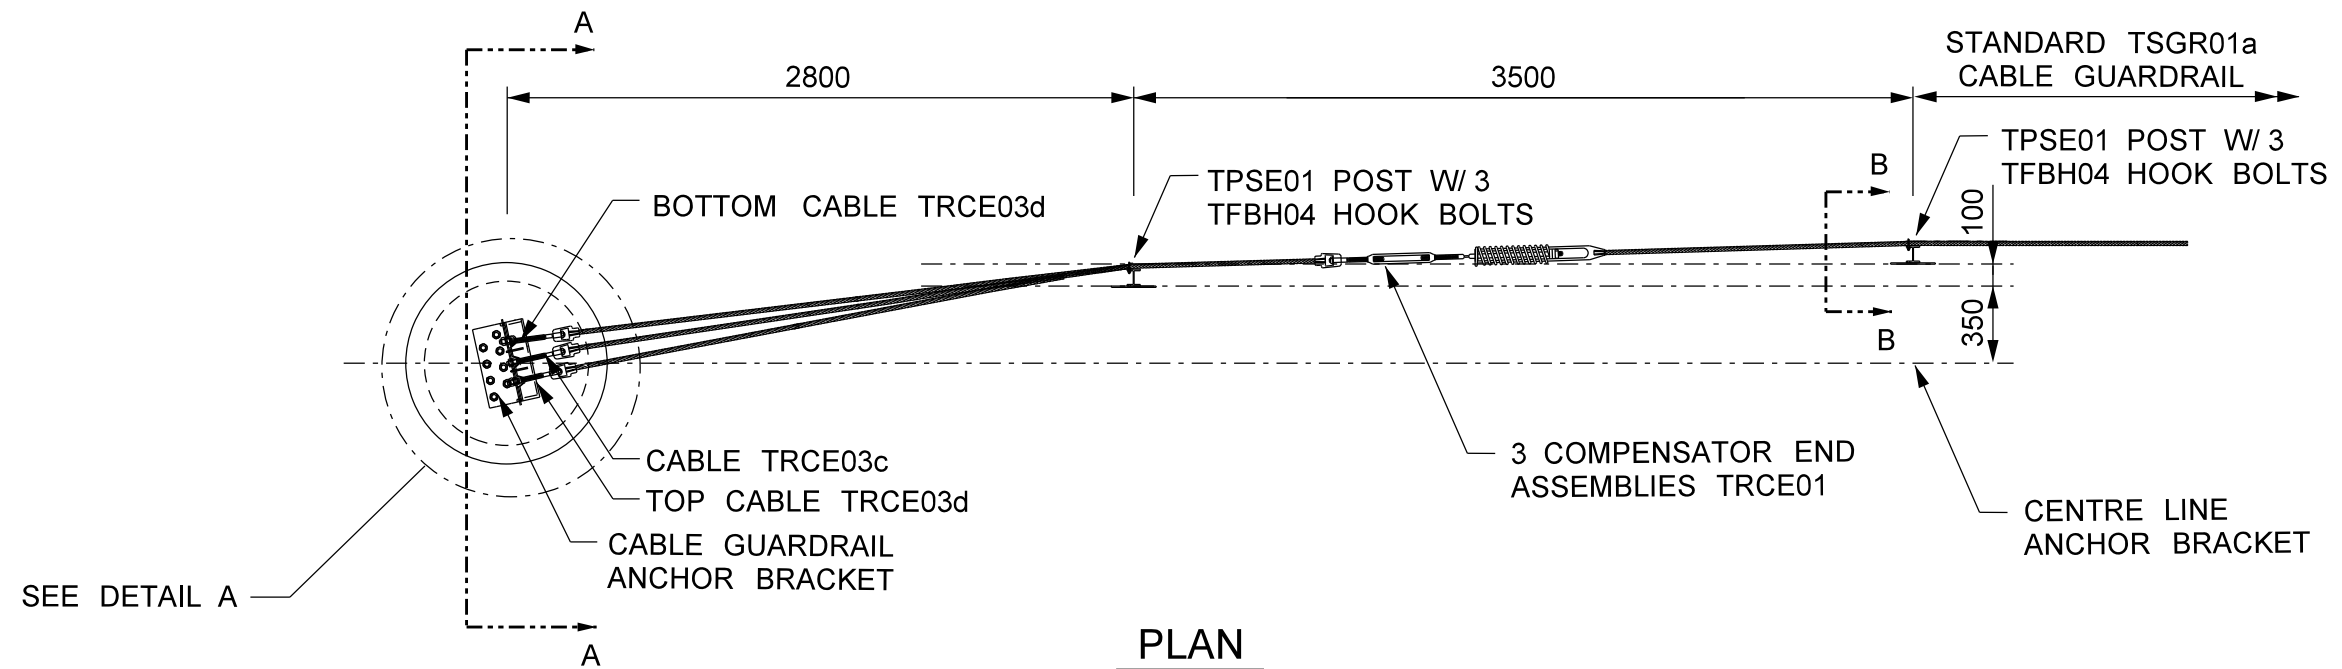 A
2800
3500
STANDARD TSGR01a
CABLE GUARDRAIL
TPSE01 POST W/ 3
TFBH04 HOOK BOLTS
B
100
TPSE01 POST W/ 3
TFBH04 HOOK BOLTS
BOTTOM CABLE TRCE03d
350
B
CABLE TRCE03c
TOP CABLE TRCE03d
CABLE GUARDRAIL
ANCHOR BRACKET
3 COMPENSATOR END
ASSEMBLIES TRCE01
CENTRE LINE
ANCHOR BRACKET
SEE DETAIL A
A
PLAN